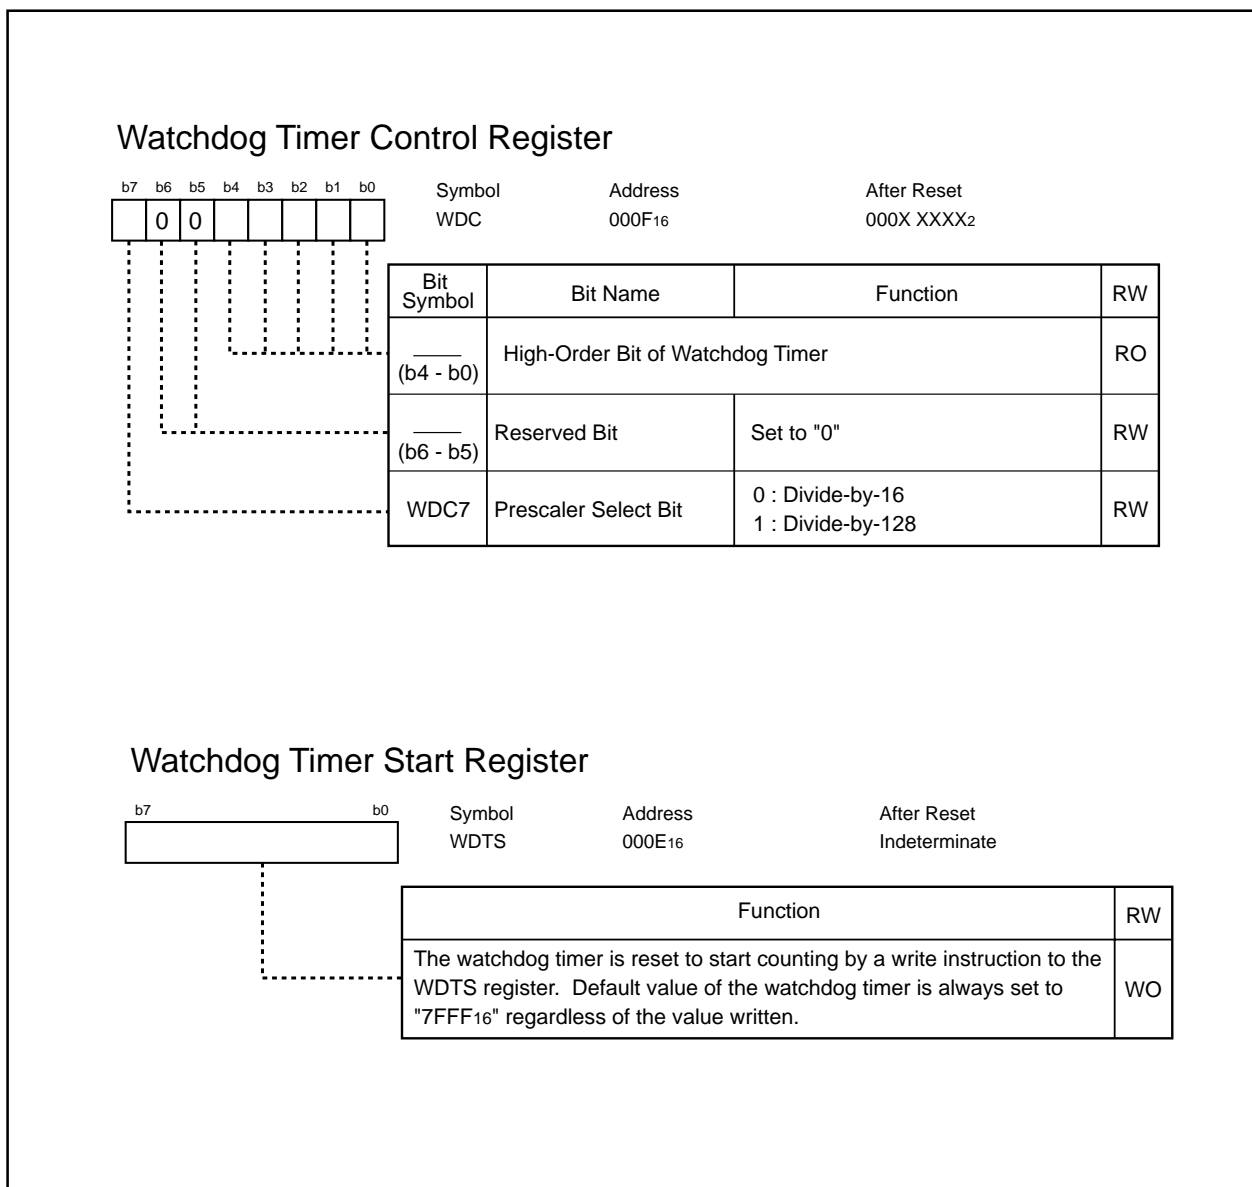 Watchdog Timer Control Register
b7 b6 b5 b4 b3 b2 b1 b0
Symbol Address After Reset
WDC 000F16 000X XXXX2
0 0
Bit Symbol Bit Name Function RW
(b4 - b0) High-Order Bit of Watchdog Timer RO
(b6 - b5) Reserved Bit Set to "0" RW
WDC7 Prescaler Select Bit 0 : Divide-by-16 RW
1 : Divide-by-128
Watchdog Timer Start Register
b7 b0
Symbol Address After Reset
WDTS 000E16 Indeterminate
Function RW
The watchdog timer is reset to start counting by a write instruction to the
WDTS register. Default value of the watchdog timer is always set to WO
"7FFF16" regardless of the value written.